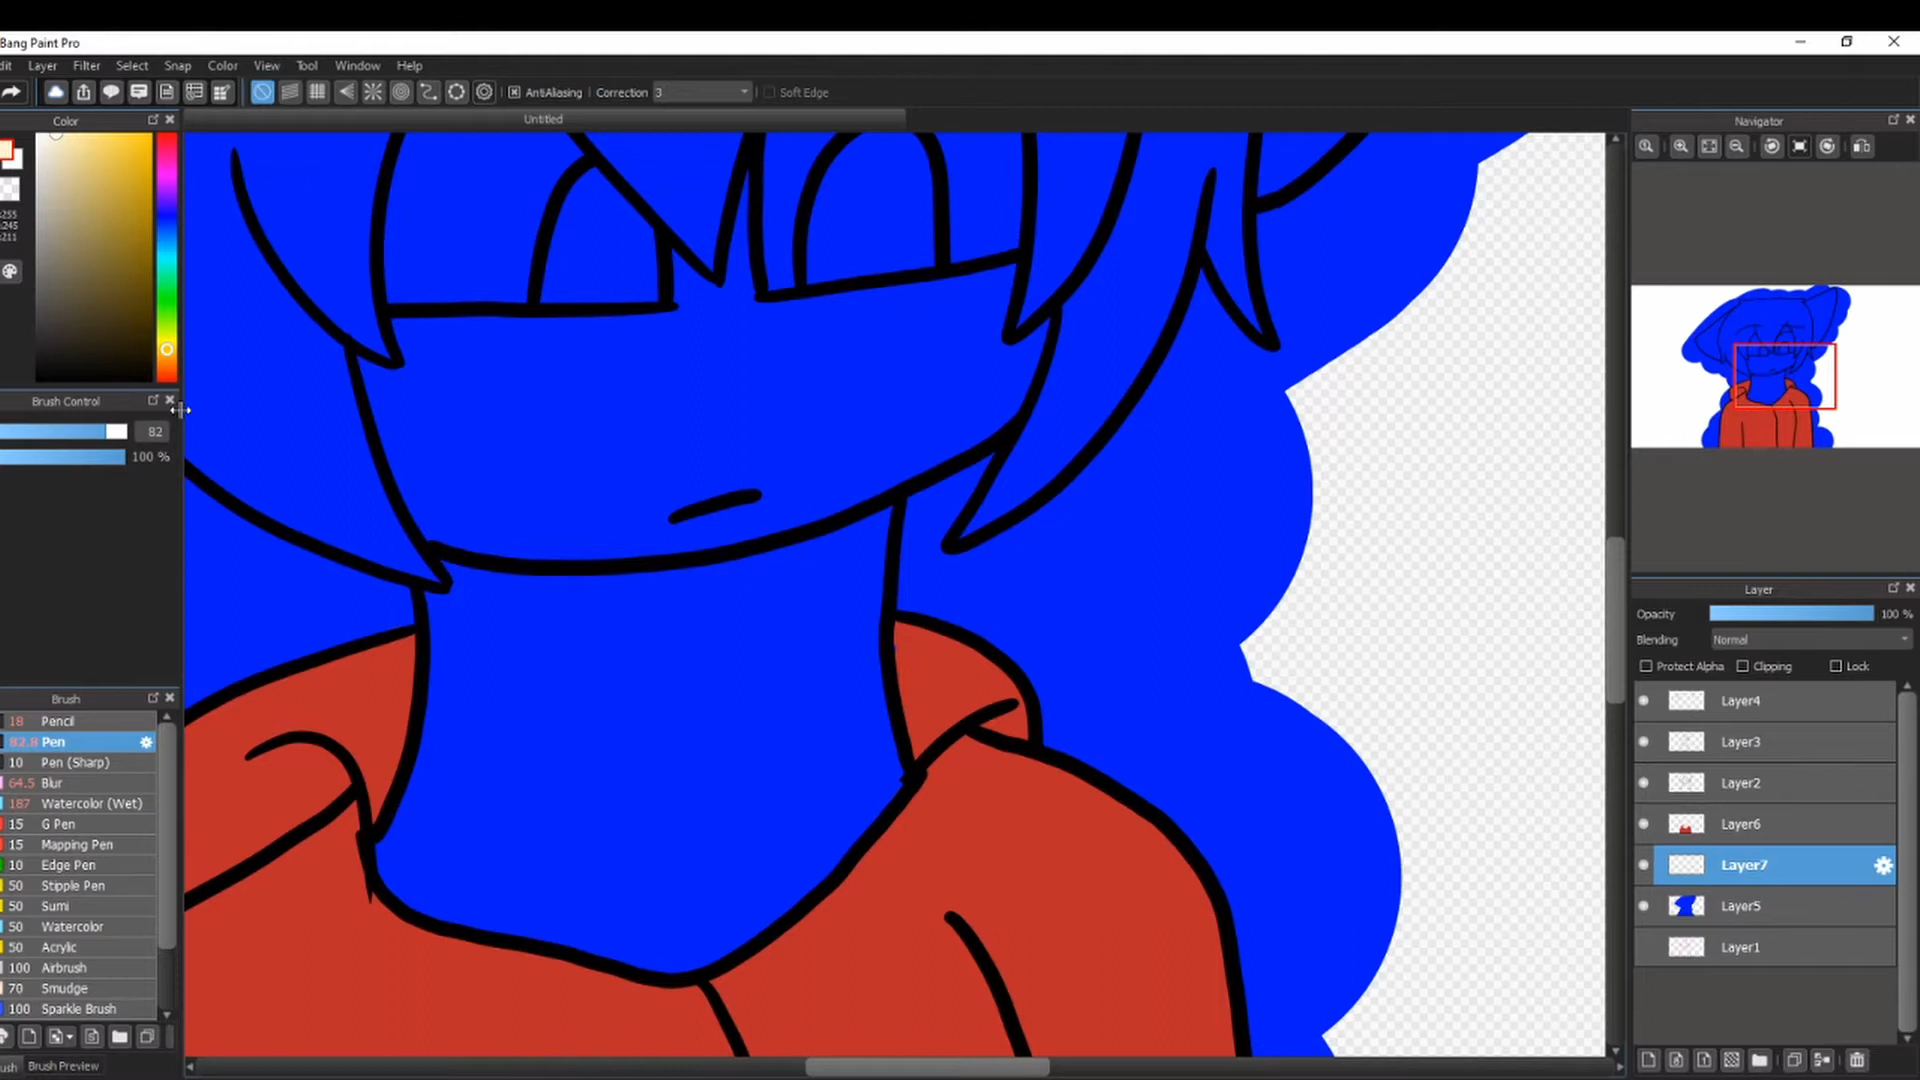 Bang Paint Pro
dit Layer Filter Select Snap Color View Tool Window Help
AntiAliasing Correction 3 Soft Edge
Color
Untitled
Navigator
:255
:245
:211
Brush Control
82
100 %
Brush
18 Pencil
82.8 Pen
10 Pen (Sharp)
64.5 Blur
187 Watercolor (Wet)
15 G Pen
15 Mapping Pen
10 Edge Pen
50 Stipple Pen
50 Sumi
50 Watercolor
50 Acrylic
100 Airbrush
70 Smudge
100 Sparkle Brush
ush Brush Preview
Layer
Opacity 100 %
Blending Normal
Protect Alpha Clipping Lock
Layer4
Layer3
Layer2
Layer6
Layer7
Layer5
Layer1